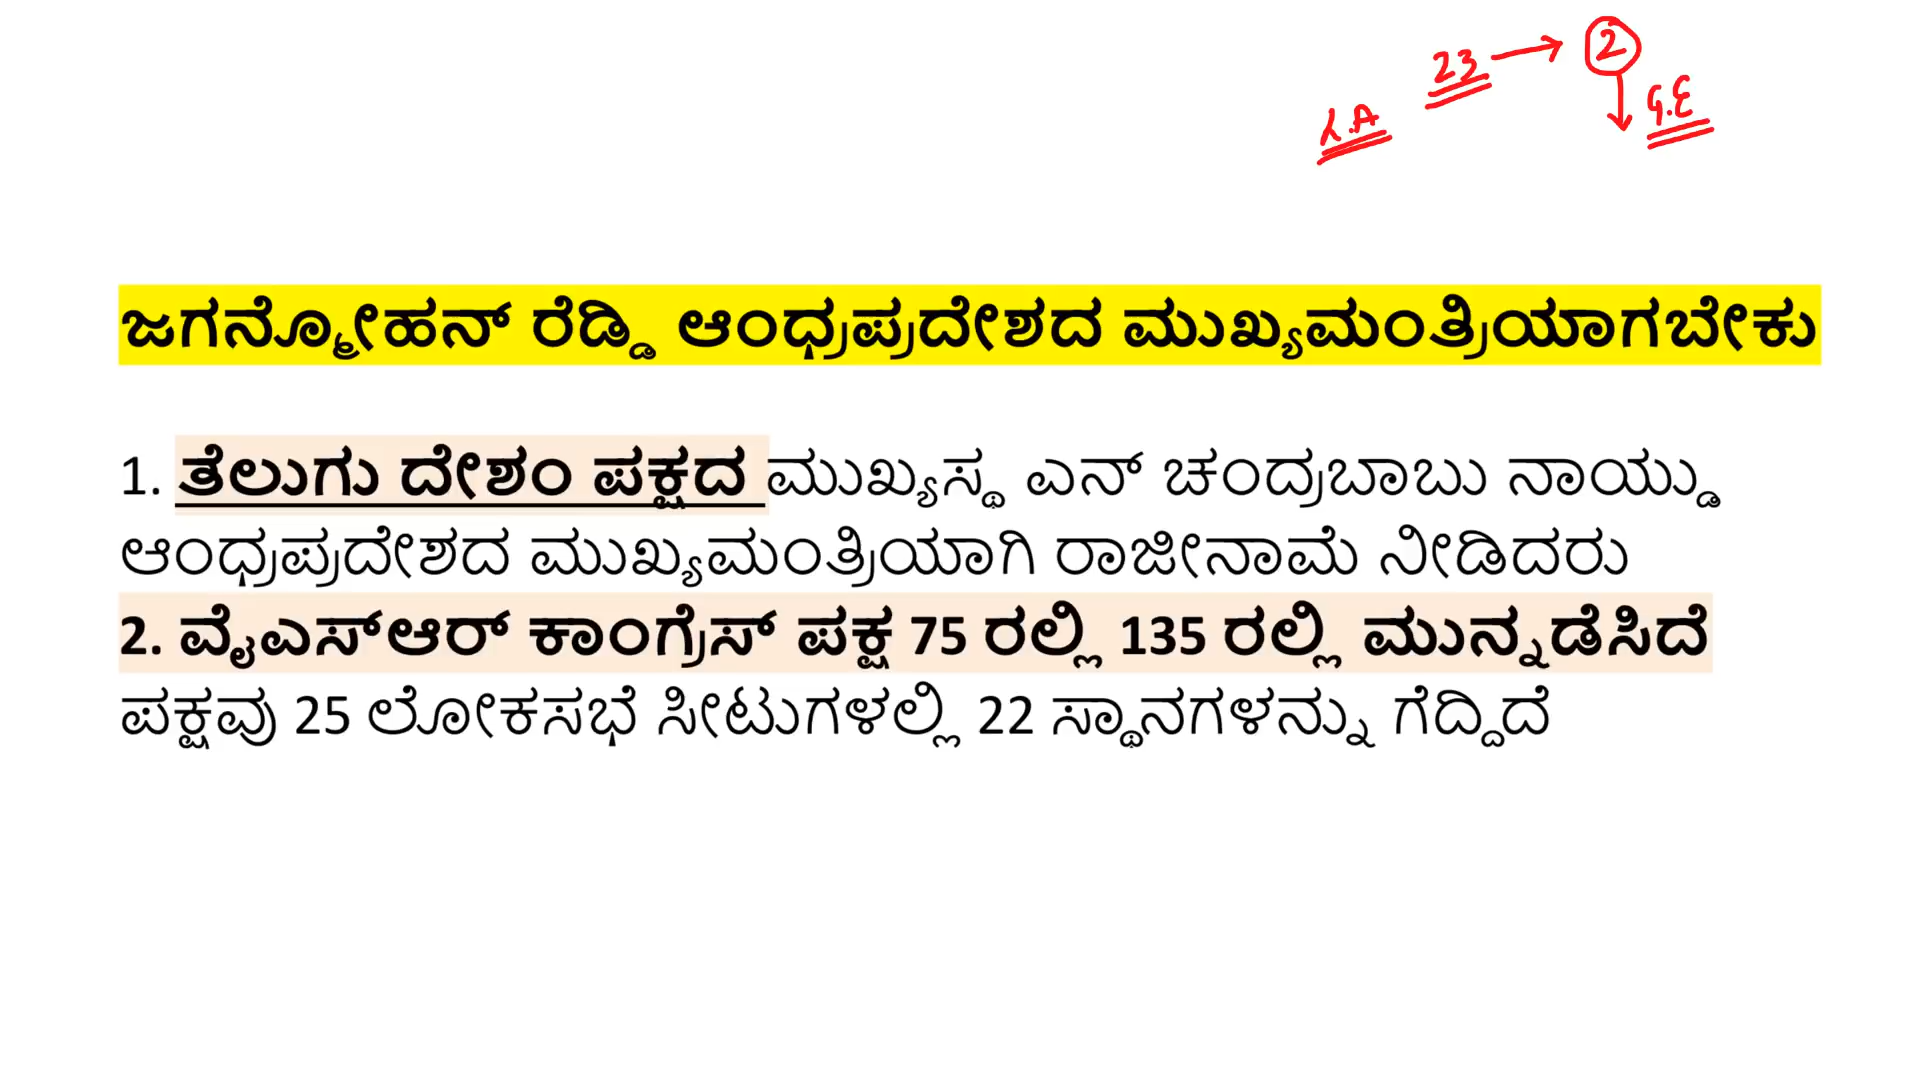 23 → 2
L.A G.E
ಜಗನ್ಮೋಹನ್ ರೆಡ್ಡಿ ಆಂಧ್ರಪ್ರದೇಶದ ಮುಖ್ಯಮಂತ್ರಿಯಾಗಬೇಕು
1. ತೆಲುಗು ದೇಶಂ ಪಕ್ಷದ ಮುಖ್ಯಸ್ಥ ಎನ್ ಚಂದ್ರಬಾಬು ನಾಯ್ಡು
ಆಂಧ್ರಪ್ರದೇಶದ ಮುಖ್ಯಮಂತ್ರಿಯಾಗಿ ರಾಜೀನಾಮೆ ನೀಡಿದರು
2. ವೈಎಸ್ಆರ್ ಕಾಂಗ್ರೆಸ್ ಪಕ್ಷ 75 ರಲ್ಲಿ 135 ರಲ್ಲಿ ಮುನ್ನಡೆಸಿದೆ
ಪಕ್ಷವು 25 ಲೋಕಸಭೆ ಸೀಟುಗಳಲ್ಲಿ 22 ಸ್ಥಾನಗಳನ್ನು ಗೆದ್ದಿದೆ